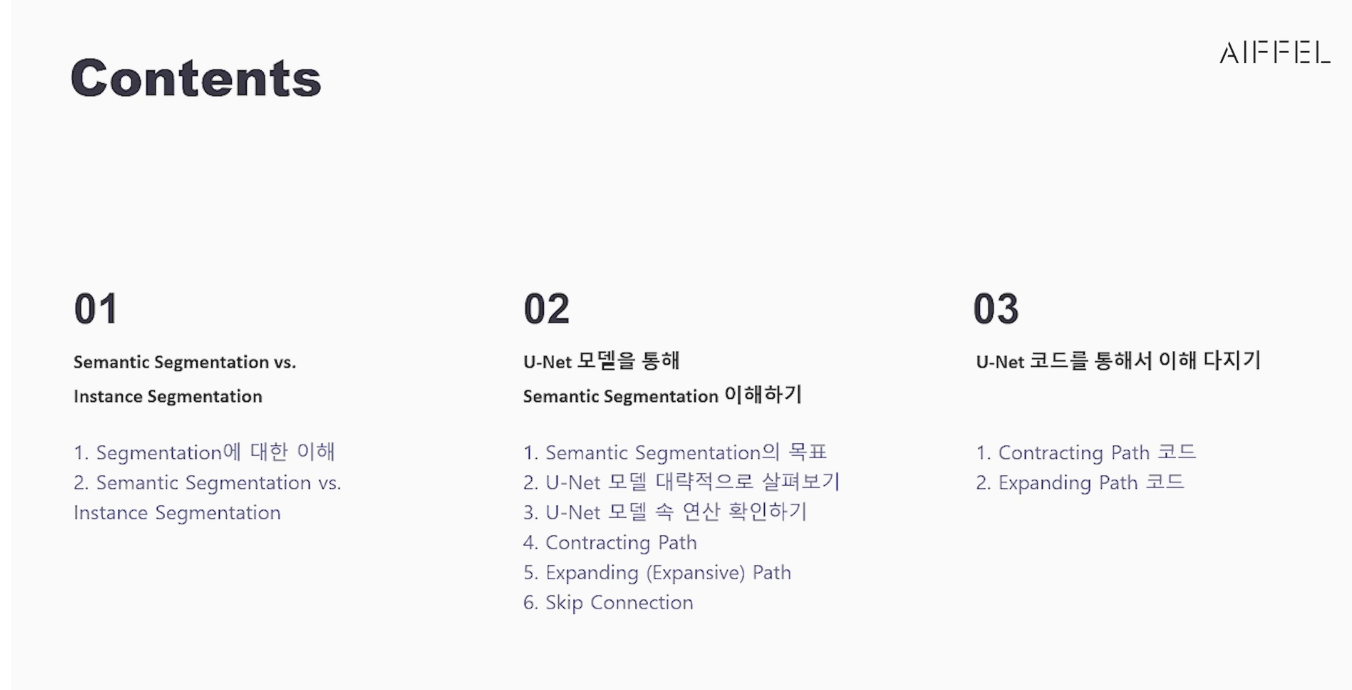 Contents
AIFFEL
01
Semantic Segmentation vs.
Instance Segmentation
1. Segmentation에 대한 이해
2. Semantic Segmentation vs.
Instance Segmentation
02
U-Net 모델을 통해
Semantic Segmentation 이해하기
1. Semantic Segmentation의 목표
2. U-Net 모델 대략적으로 살펴보기
3. U-Net 모델 속 연산 확인하기
4. Contracting Path
5. Expanding (Expansive) Path
6. Skip Connection
03
U-Net 코드를 통해서 이해 다지기
1. Contracting Path 코드
2. Expanding Path 코드